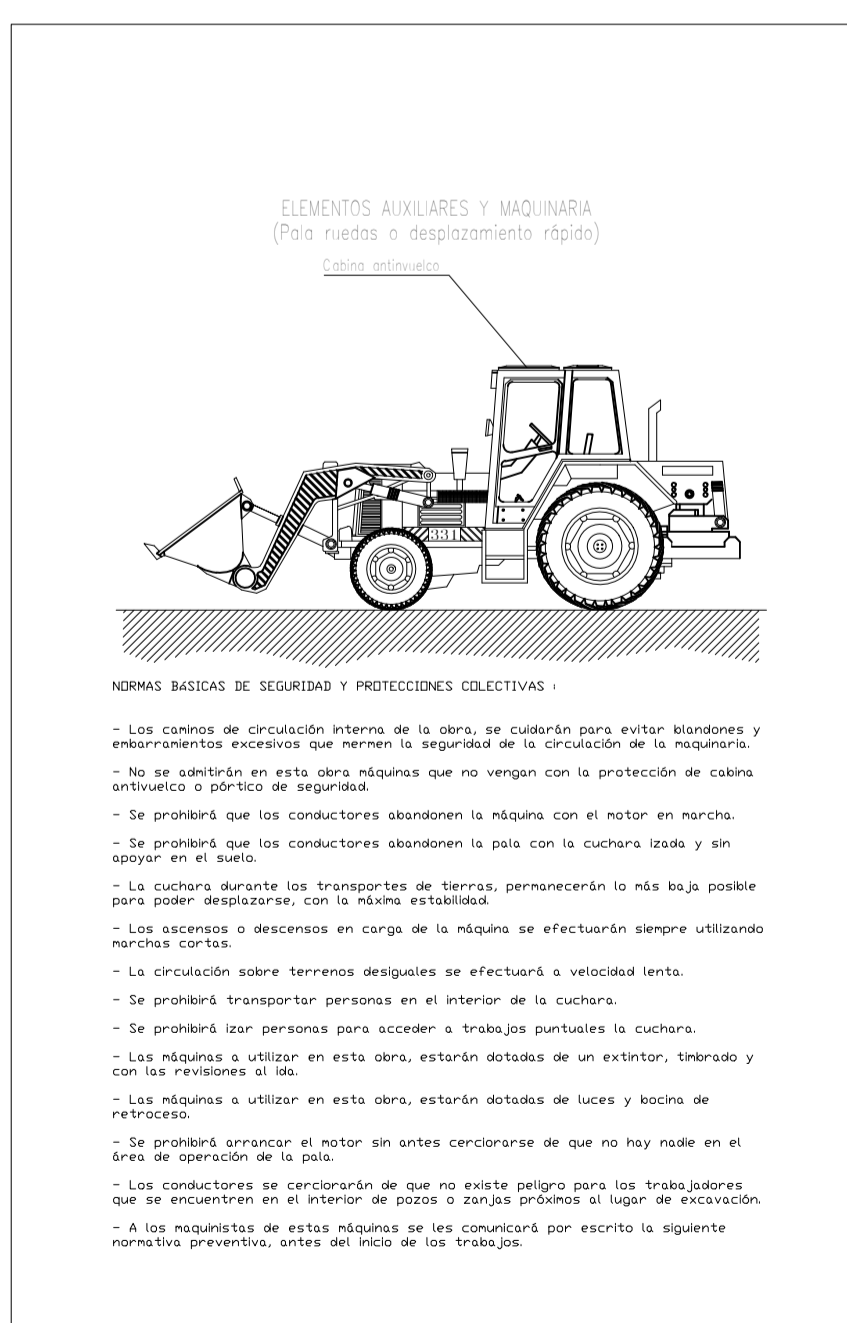 ELEMENTOS AUXILIARES Y MAQUINARIA
(Pala ruedas o desplazamiento rápido)
Cabina antinvuelco
331
NORMAS BáSICAS DE SEGURIDAD Y PROTECCIONES COLECTIVAS :
- Los caminos de circulación interna de la obra, se cuidarán para evitar blandones y
embarramientos excesivos que mermen la seguridad de la circulación de la maquinaria.
- No se admitirán en esta obra máquinas que no vengan con la protección de cabina
antivuelco o pórtico de seguridad.
- Se prohibirá que los conductores abandonen la máquina con el motor en marcha.
- Se prohibirá que los conductores abandonen la pala con la cuchara izada y sin
apoyar en el suelo.
- La cuchara durante los transportes de tierras, permanecerán lo más baja posible
para poder desplazarse, con la máxima estabilidad.
- Los ascensos o descensos en carga de la máquina se efectuarán siempre utilizando
marchas cortas.
- La circulación sobre terrenos desiguales se efectuará a velocidad lenta.
- Se prohibirá transportar personas en el interior de la cuchara.
- Se prohibirá izar personas para acceder a trabajos puntuales la cuchara.
- Las máquinas a utilizar en esta obra, estarán dotadas de un extintor, timbrado y
con las revisiones al ida.
- Las máquinas a utilizar en esta obra, estarán dotadas de luces y bocina de
retroceso.
- Se prohibirá arrancar el motor sin antes cerciorarse de que no hay nadie en el
área de operación de la pala.
- Los conductores se cerciorarán de que no existe peligro para los trabajadores
que se encuentren en el interior de pozos o zanjas próximos al lugar de excavación.
- A los maquinistas de estas máquinas se les comunicará por escrito la siguiente
normativa preventiva, antes del inicio de los trabajos.